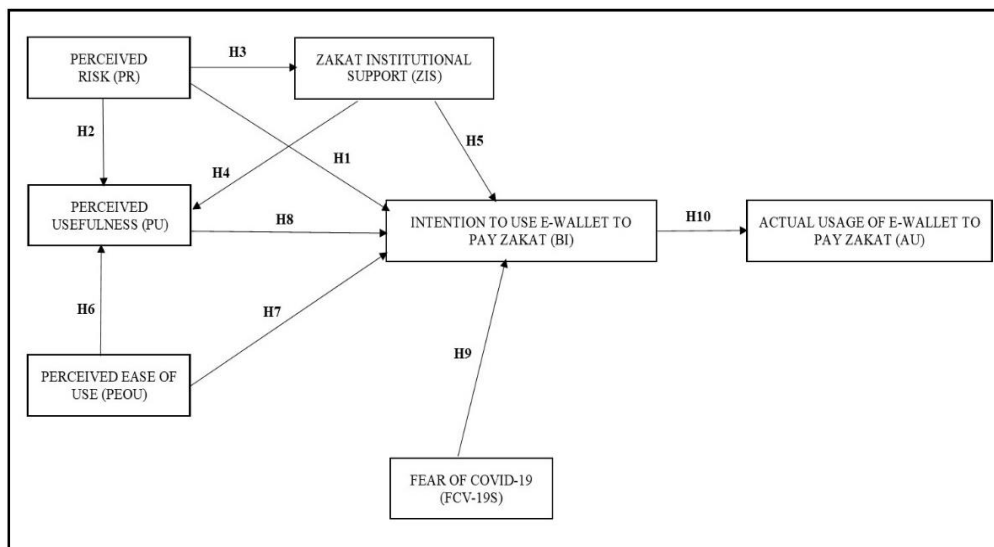 PERCEIVED
RISK (PR)
H3
ZAKAT INSTITUTIONAL
SUPPORT (ZIS)
H2
H1
H4
H5
PERCEIVED
USEFULNESS (PU)
H8
INTENTION TO USE E-WALLET TO
PAY ZAKAT (BI)
H10
ACTUAL USAGE OF E-WALLET TO
PAY ZAKAT (AU)
H6
H7
H9
PERCEIVED EASE OF
USE (PEOU)
FEAR OF COVID-19
(FCV-19S)